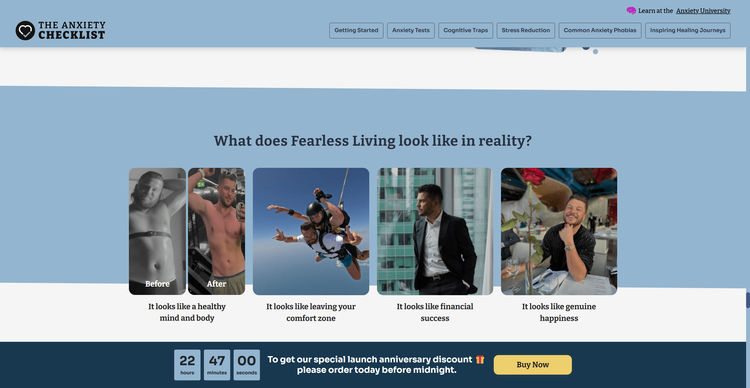 Learn at the Anxiety University
THE ANXIETY
CHECKLIST
Getting Started
Anxiety Tests
Cognitive Traps
Stress Reduction
Common Anxiety Phobias
Inspiring Healing Journeys
What does Fearless Living look like in reality?
Before
After
It looks like a healthy
mind and body
It looks like leaving your
comfort zone
It looks like financial
success
It looks like genuine
happiness
22
hours
47
minutes
00
seconds
To get our special launch anniversary discount
please order today before midnight.
Buy Now